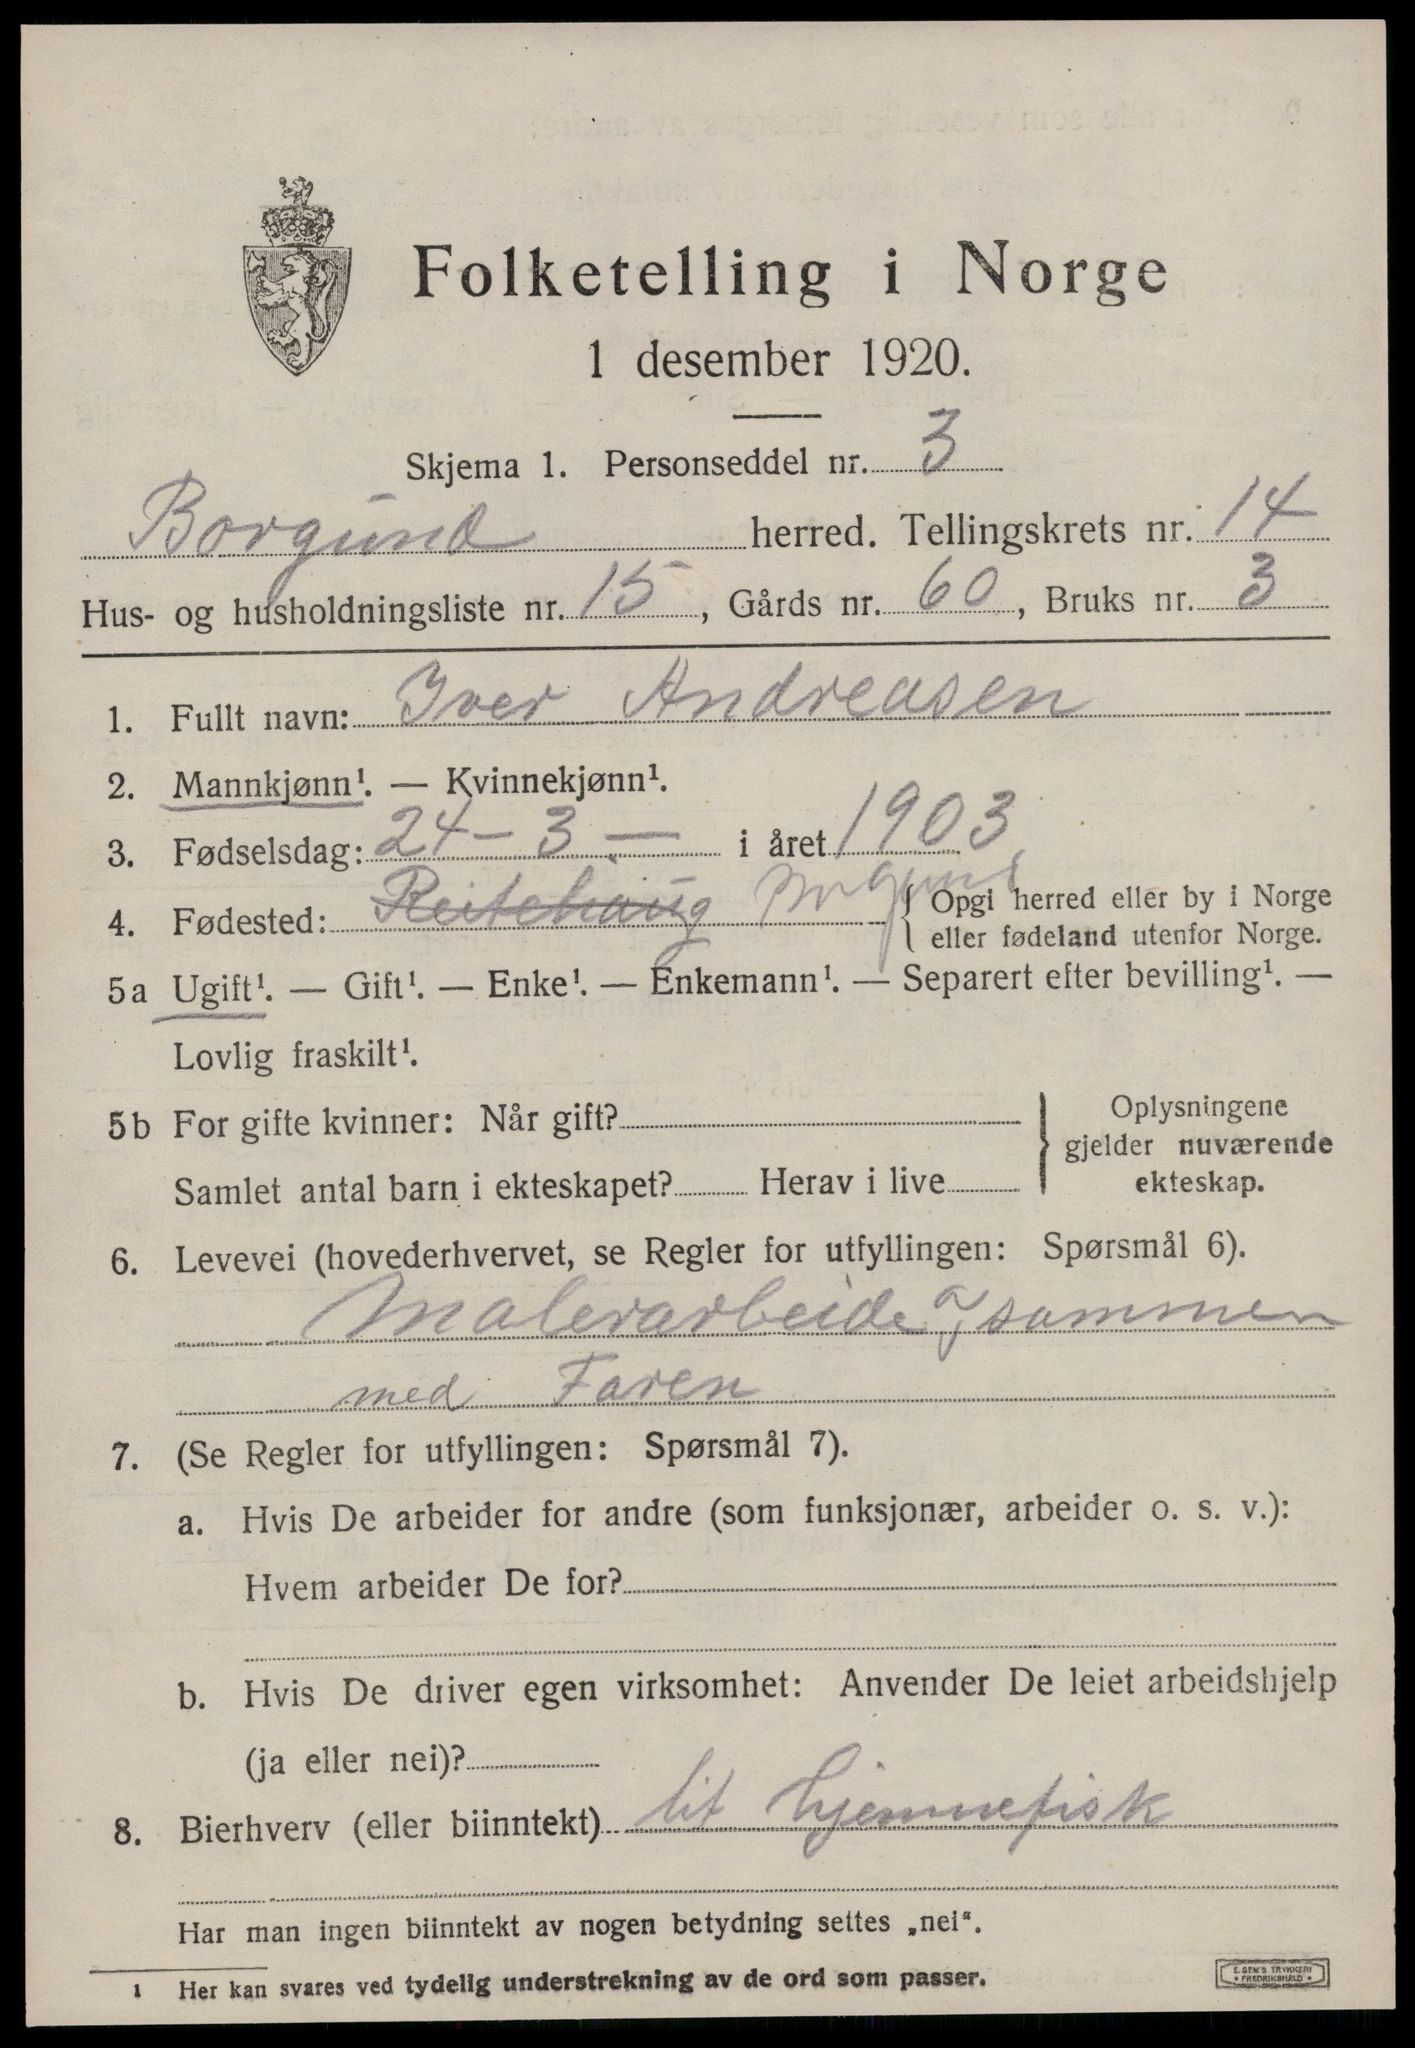 Folketelling i Norge
1 desember 1920.
Skjema 1. Personseddel nr. 3
Borgund herred. Tellingskrets nr. 14
Hus- og husholdningsliste nr. 15, Gårds nr. 60, Bruks nr. 3
1. Fullt navn: Iver Andreasen
2. Mannkjønn¹. — Kvinnekjønn¹.
3. Fødselsdag: 24 – 3 — i året 1903
4. Fødested: Reitehaug Borgund { Opgi herred eller by i Norge
eller fødeland utenfor Norge.
5a Ugift¹. — Gift¹. — Enke¹. — Enkemann¹. — Separert efter bevilling¹. —
Lovlig fraskilt¹.
5b For gifte kvinner: Når gift?
Samlet antal barn i ekteskapet? Herav i live
} Oplysningene
gjelder nuværende
ekteskap.
6. Levevei (hovederhvervet, se Regler for utfyllingen: Spørsmål 6).
Malerarbeide sammen
med Faren
7. (Se Regler for utfyllingen: Spørsmål 7).
a. Hvis De arbeider for andre (som funksjonær, arbeider o. s. v.):
Hvem arbeider De for?
b. Hvis De driver egen virksomhet: Anvender De leiet arbeidshjelp
(ja eller nei)?
8. Bierhverv (eller biinntekt) lit hjemmefisk
Har man ingen biinntekt av nogen betydning settes „nei“.
1 Her kan svares ved tydelig understrekning av de ord som passer.
E. SEM'S TRYKKERI
• FREDRIKSHALD •